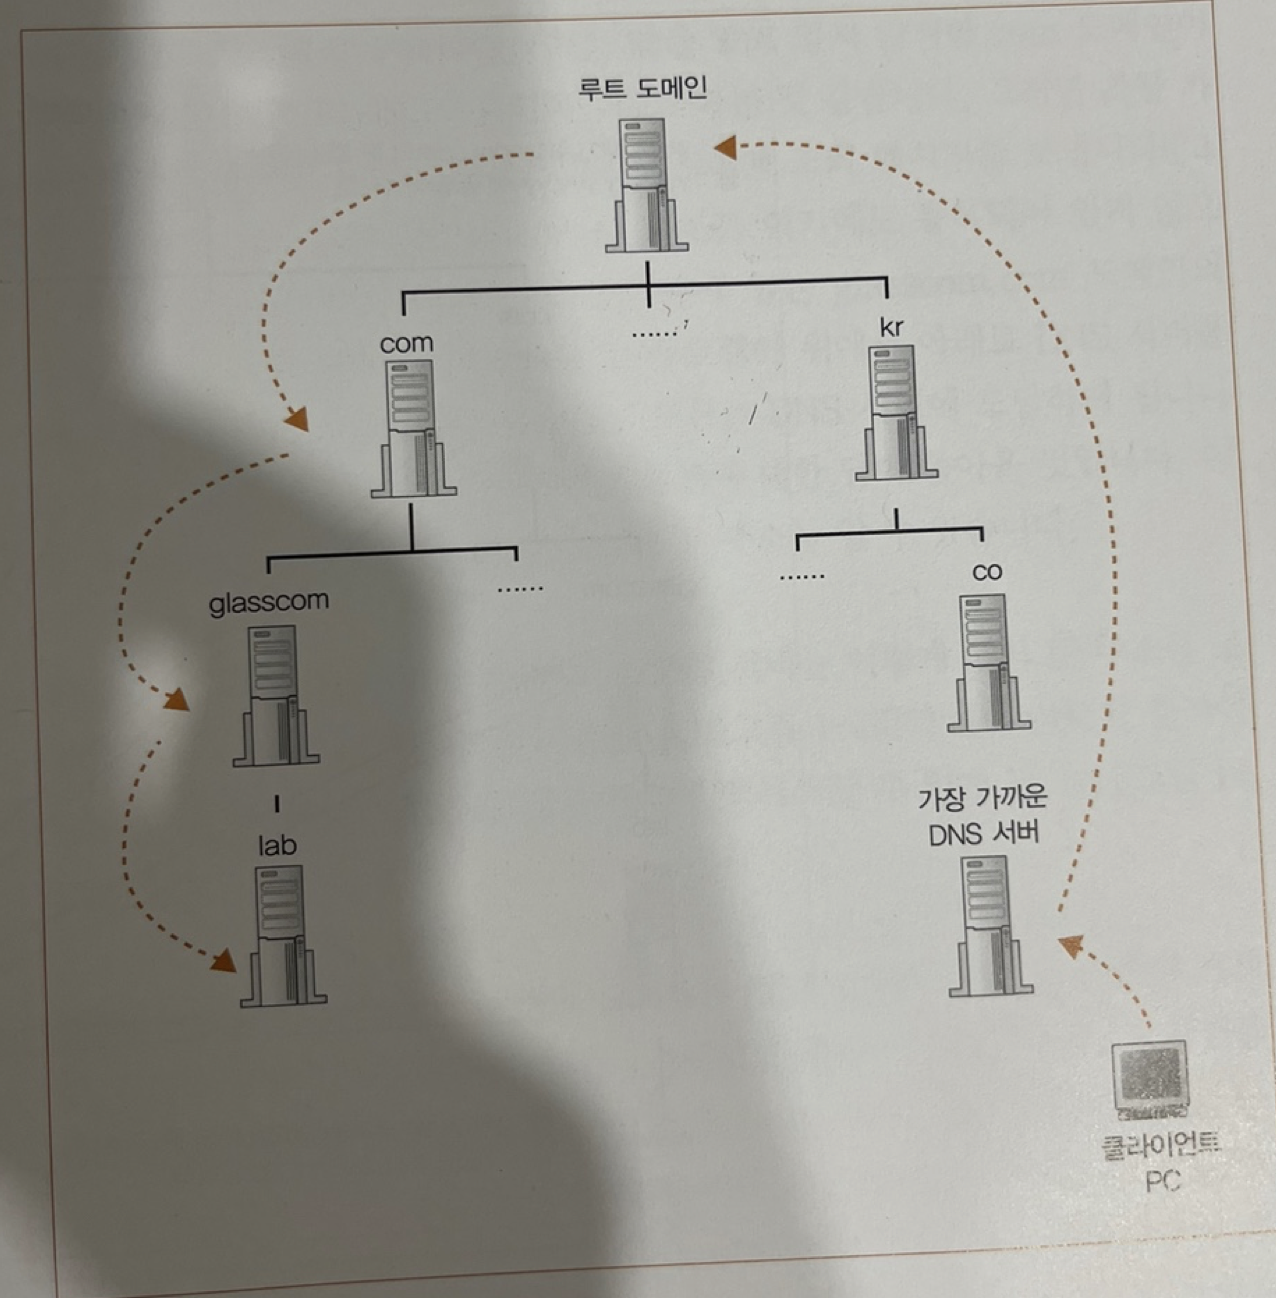 루트 도메인
com
......
kr
glasscom
......
......
co
lab
가장 가까운
DNS 서버
클라이언트
PC